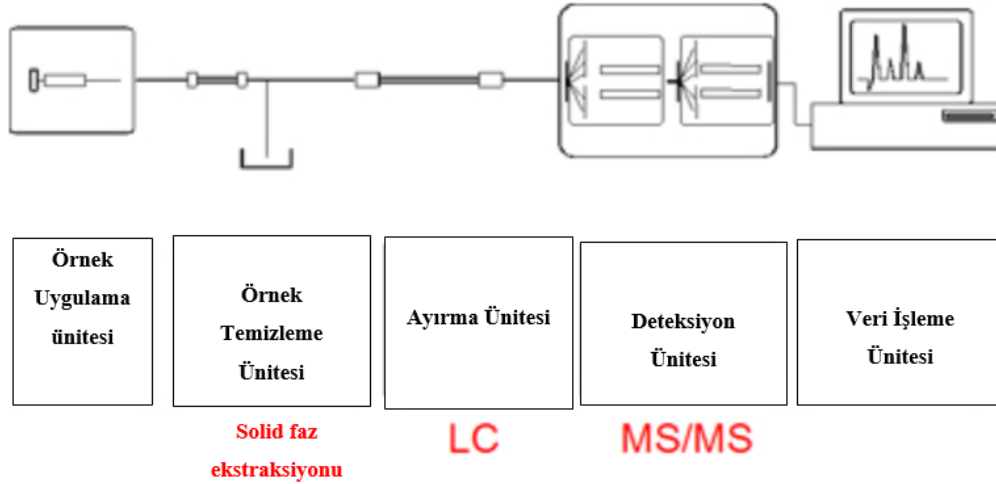 Örnek
Uygulama
ünitesi
Örnek
Temizleme
Ünitesi
Ayırma Ünitesi
Deteksiyon
Ünitesi
Veri İşleme
Ünitesi
Solid faz
ekstraksiyonu
LC
MS/MS